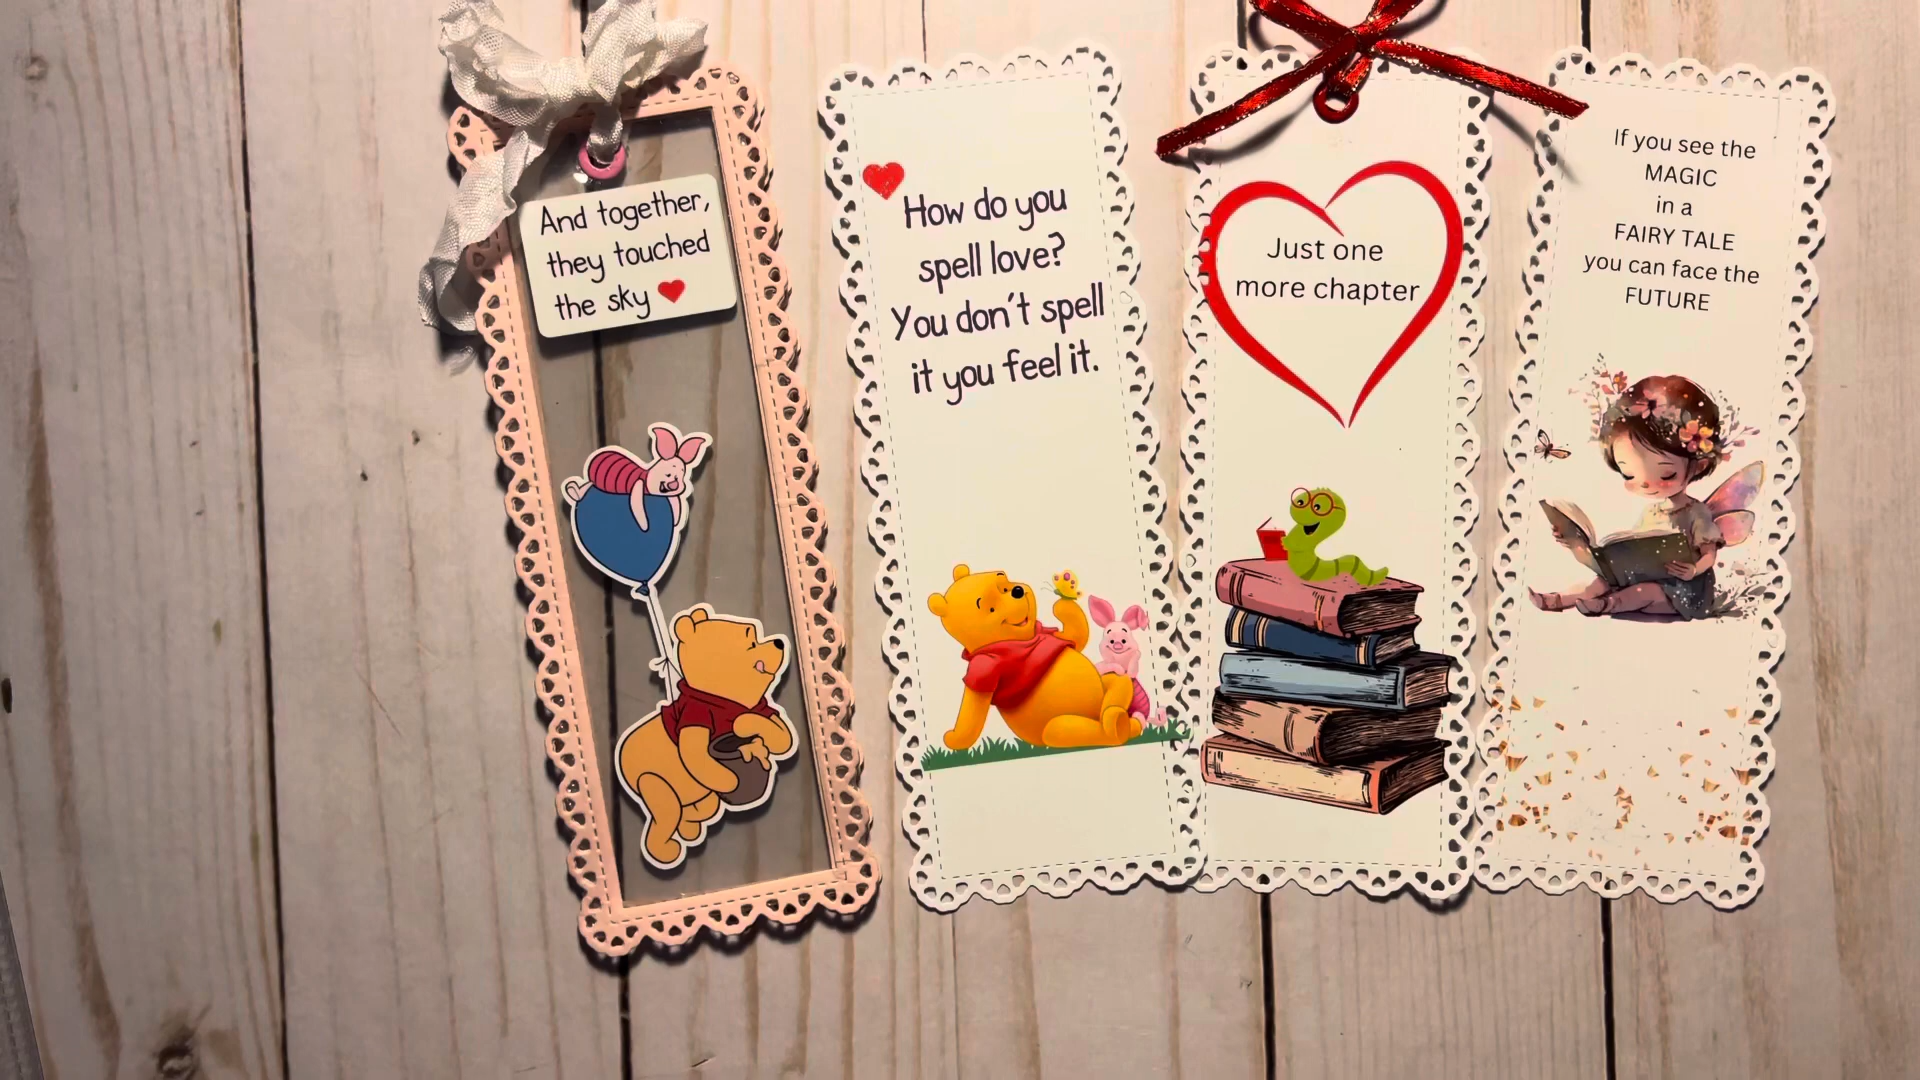 And together,
they touched
the sky
How do you
spell love?
You don't spell
it you feel it.
Just one
more chapter
If you see the
MAGIC
in a
FAIRY TALE
you can face the
FUTURE